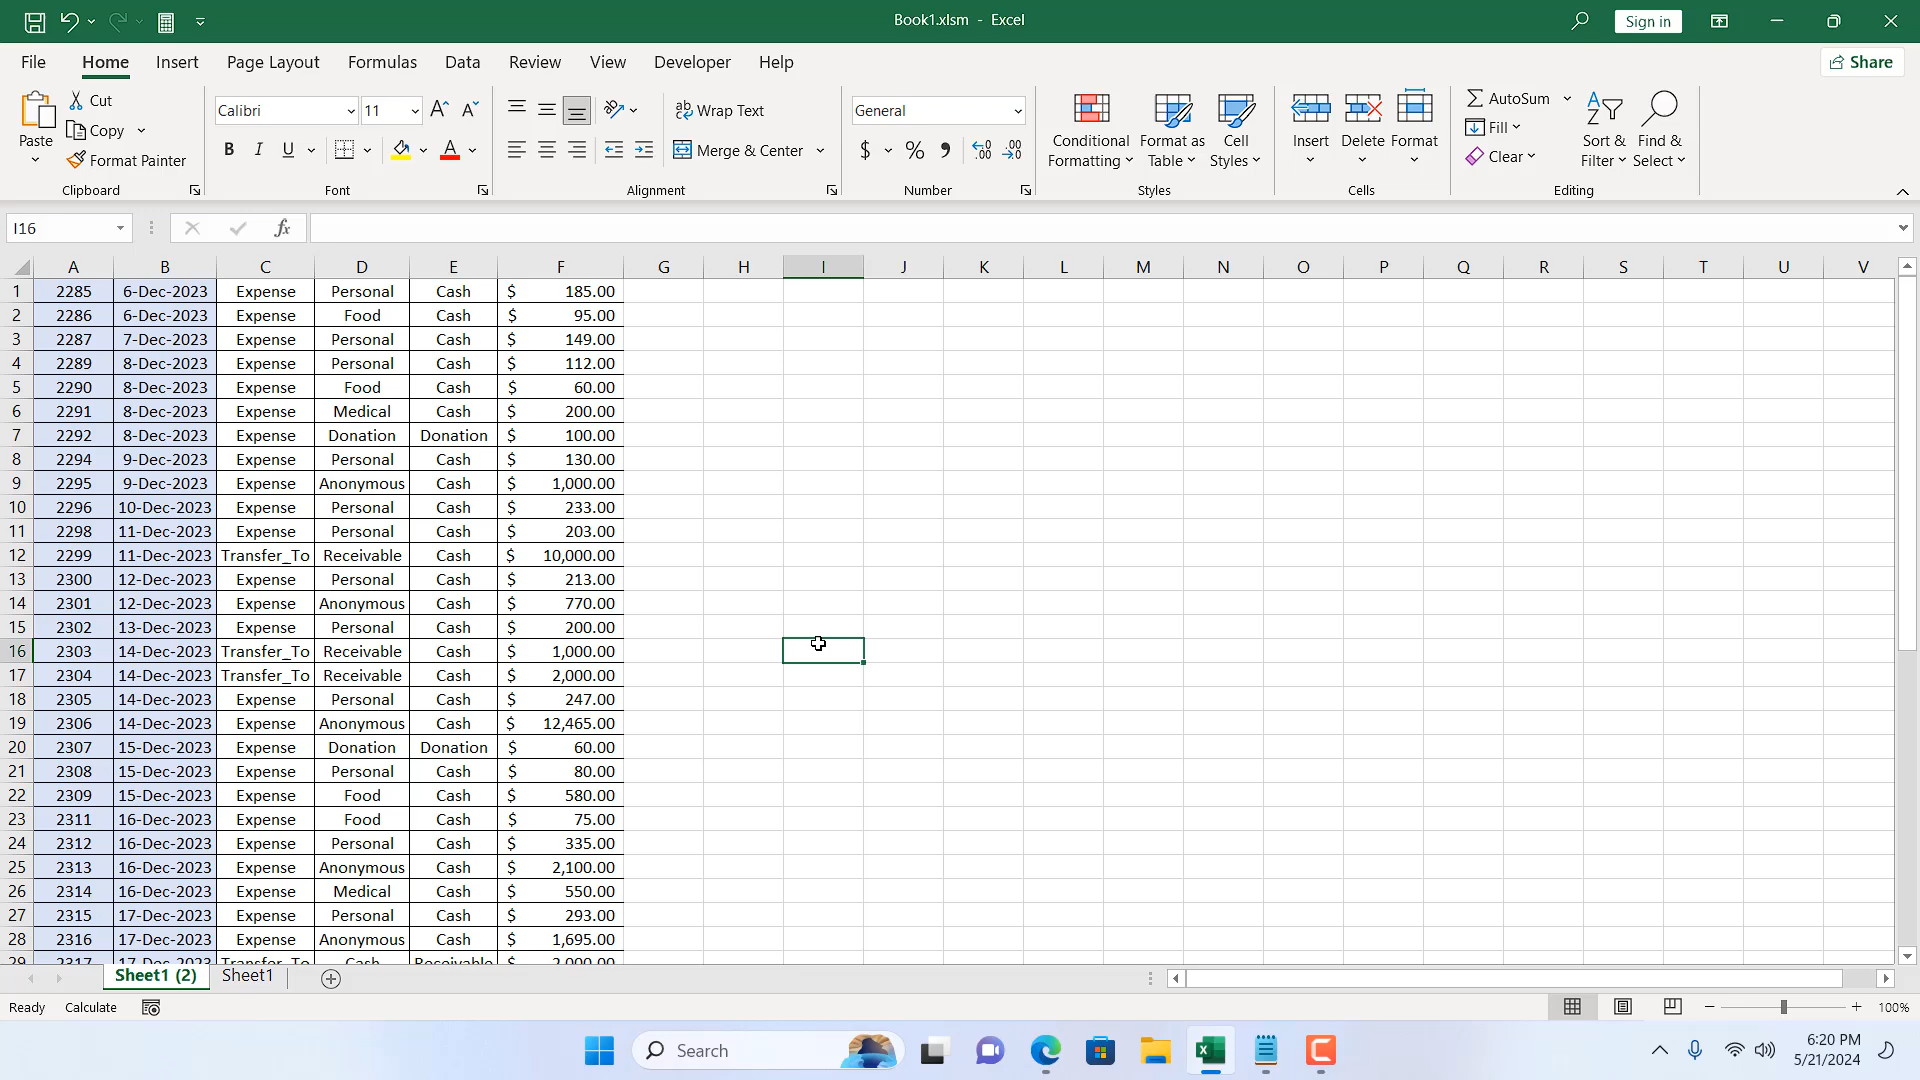 Book1.xlsm - Excel
Sign in
File Home Insert Page Layout Formulas Data Review View Developer Help Share
Paste
Cut
Copy
Format Painter
Clipboard
Calibri 11
B I U
Font
Wrap Text
Merge & Center
Alignment
General
$ % 9
Number
Conditional Formatting
Format as Table
Cell Styles
Styles
Insert Delete Format
Cells
AutoSum
Fill
Clear
Sort & Filter
Find & Select
Editing
I16 fx
A B C D E F G H I J K L M N O P Q R S T U V
1 2285 6-Dec-2023 Expense Personal Cash $ 185.00
2 2286 6-Dec-2023 Expense Food Cash $ 95.00
3 2287 7-Dec-2023 Expense Personal Cash $ 149.00
4 2289 8-Dec-2023 Expense Personal Cash $ 112.00
5 2290 8-Dec-2023 Expense Food Cash $ 60.00
6 2291 8-Dec-2023 Expense Medical Cash $ 200.00
7 2292 8-Dec-2023 Expense Donation Donation $ 100.00
8 2294 9-Dec-2023 Expense Personal Cash $ 130.00
9 2295 9-Dec-2023 Expense Anonymous Cash $ 1,000.00
10 2296 10-Dec-2023 Expense Personal Cash $ 233.00
11 2298 11-Dec-2023 Expense Personal Cash $ 203.00
12 2299 11-Dec-2023 Transfer_To Receivable Cash $ 10,000.00
13 2300 12-Dec-2023 Expense Personal Cash $ 213.00
14 2301 12-Dec-2023 Expense Anonymous Cash $ 770.00
15 2302 13-Dec-2023 Expense Personal Cash $ 200.00
16 2303 14-Dec-2023 Transfer_To Receivable Cash $ 1,000.00
17 2304 14-Dec-2023 Transfer_To Receivable Cash $ 2,000.00
18 2305 14-Dec-2023 Expense Personal Cash $ 247.00
19 2306 14-Dec-2023 Expense Anonymous Cash $ 12,465.00
20 2307 15-Dec-2023 Expense Donation Donation $ 60.00
21 2308 15-Dec-2023 Expense Personal Cash $ 80.00
22 2309 15-Dec-2023 Expense Food Cash $ 580.00
23 2311 16-Dec-2023 Expense Food Cash $ 75.00
24 2312 16-Dec-2023 Expense Personal Cash $ 335.00
25 2313 16-Dec-2023 Expense Anonymous Cash $ 2,100.00
26 2314 16-Dec-2023 Expense Medical Cash $ 550.00
27 2315 17-Dec-2023 Expense Personal Cash $ 293.00
28 2316 17-Dec-2023 Expense Anonymous Cash $ 1,695.00
29 2317 17-Dec-2023 Transfer_To Cash Receivable $ 2,000.00
Sheet1 (2) Sheet1
Ready Calculate 100%
Search
6:20 PM
5/21/2024